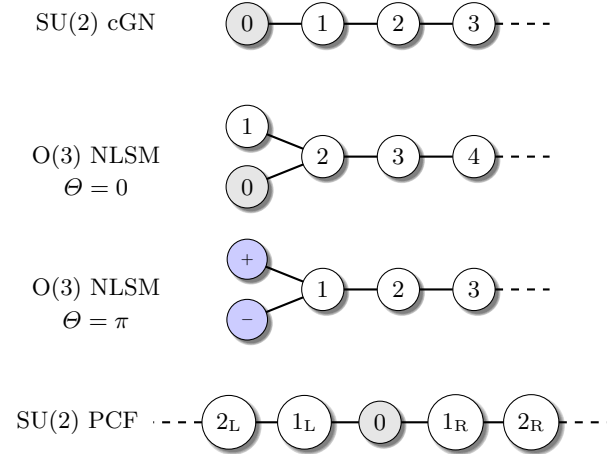 SU(2) cGN 0 1 2 3
1
O(3) NLSM 2 3 4
Θ = 0 0
+
O(3) NLSM 1 2 3
Θ = π −
SU(2) PCF 2L 1L 0 1R 2R